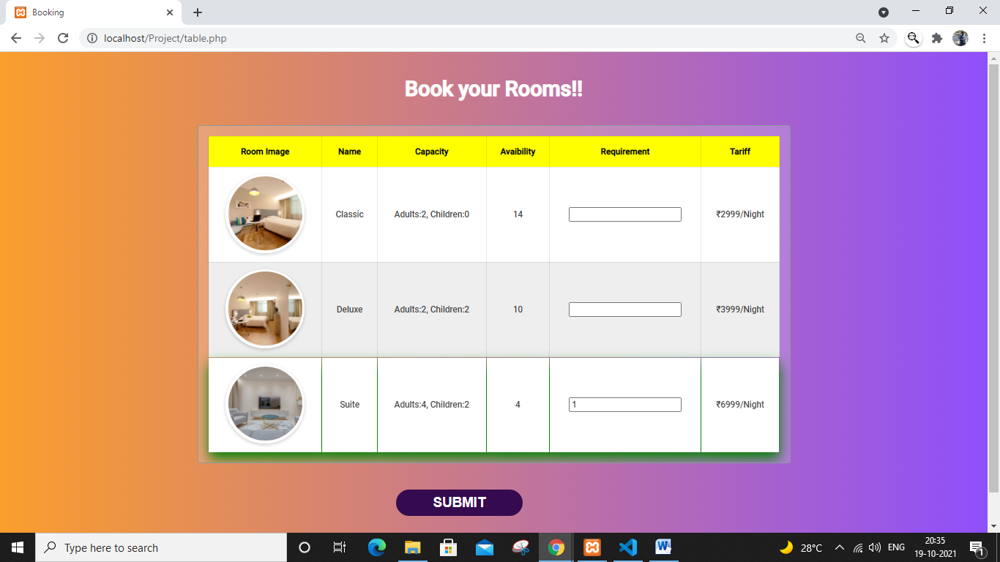 Booking
localhost/Project/table.php
Book your Rooms!!
Room Image Name Capacity Avaibility Requirement Tariff
Classic Adults:2, Children:0 14 ₹2999/Night
Deluxe Adults:2, Children:2 10 ₹3999/Night
Suite Adults:4, Children:2 4 1 ₹6999/Night
SUBMIT
Type here to search
28°C
ENG
20:35
19-10-2021
1